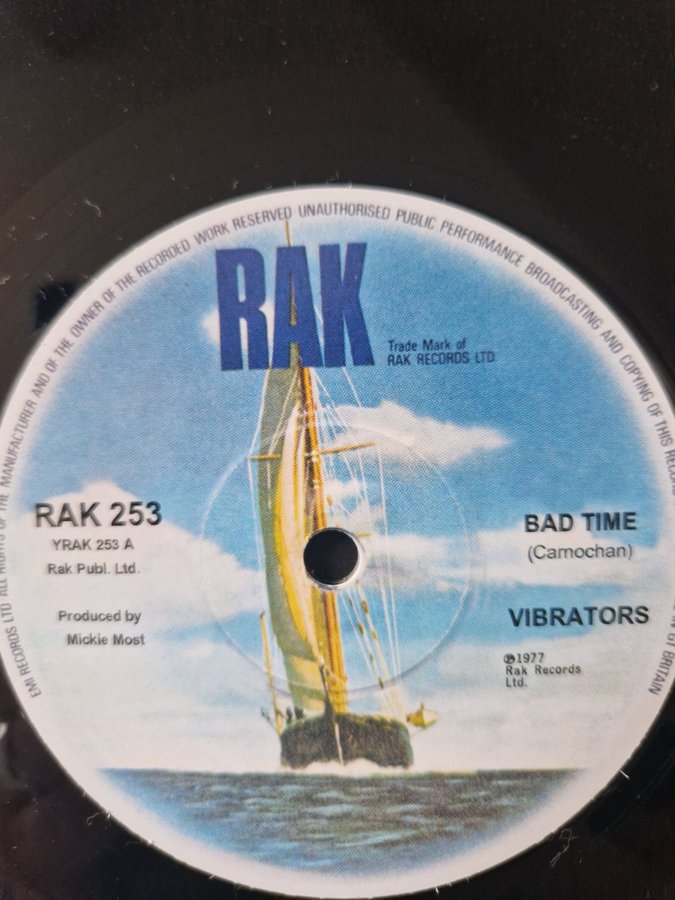 EMI RECORDS LTD ALL RIGHTS OF THE MANUFACTURER AND OF THE OWNER OF THE RECORDED WORK RESERVED UNAUTHORISED PUBLIC PERFORMANCE BROADCASTING AND COPYING OF THIS RECORD
IN GT BRITAIN
RAK
Trade Mark of
RAK RECORDS LTD.
RAK 253
YRAK 253 A
Rak Publ. Ltd.
Produced by
Mickie Most
BAD TIME
(Carnochan)
VIBRATORS
℗1977
Rak Records
Ltd.